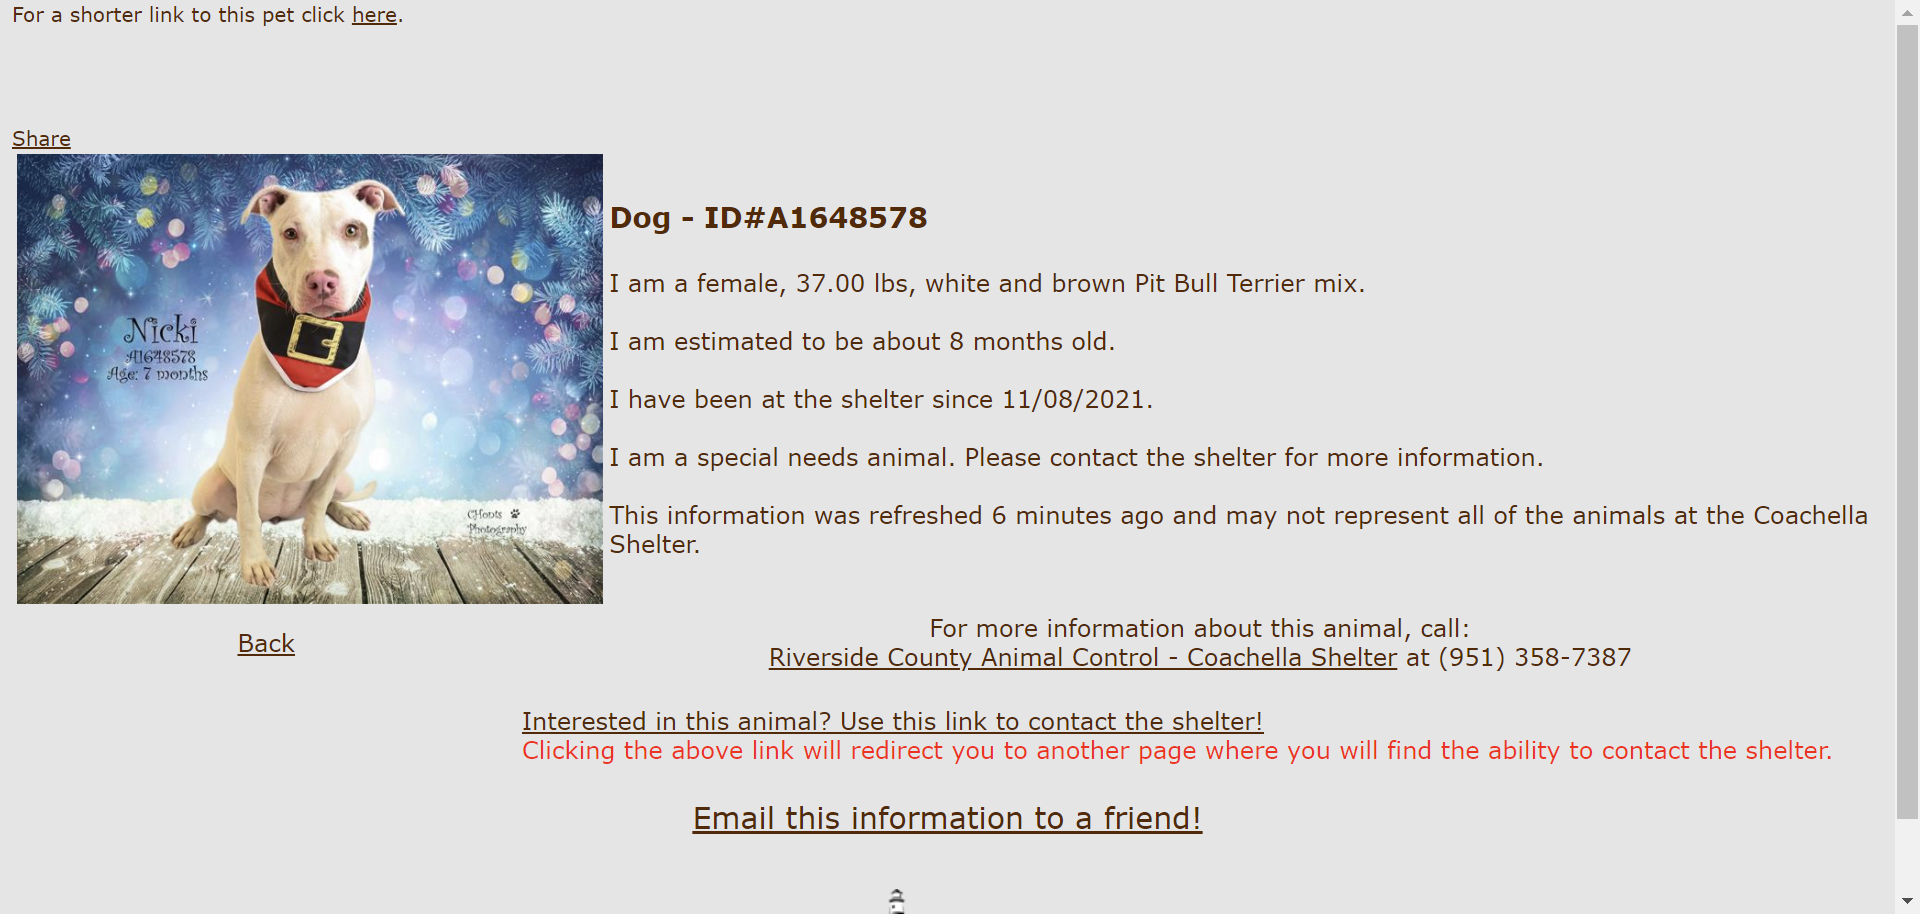 For a shorter link to this pet click here.
Share
Nicki
A1648578
Age: 7 months
CHonts
Photography
Dog - ID#A1648578
I am a female, 37.00 lbs, white and brown Pit Bull Terrier mix.
I am estimated to be about 8 months old.
I have been at the shelter since 11/08/2021.
I am a special needs animal. Please contact the shelter for more information.
This information was refreshed 6 minutes ago and may not represent all of the animals at the Coachella
Shelter.
Back
For more information about this animal, call:
Riverside County Animal Control - Coachella Shelter at (951) 358-7387
Interested in this animal? Use this link to contact the shelter!
Clicking the above link will redirect you to another page where you will find the ability to contact the shelter.
Email this information to a friend!